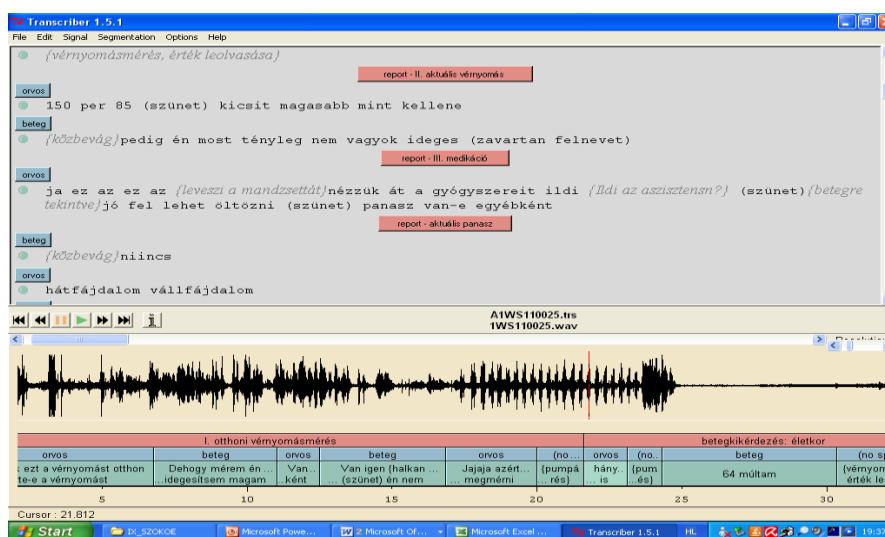 Transcriber 1.5.1
File Edit Signal Segmentation Options Help
{vérnyomásmérés, érték leolvasása}
report - II. aktuális vérnyomás
orvos
150 per 85 (szünet) kicsit magasabb mint kellene
beteg
{közbevág}pedig én most tényleg nem vagyok ideges (zavartan felnevet)
report - III. medikáció
orvos
ja ez az ez az {leveszi a mandzsettát}nézzük át a gyógyszereit ildi {Ildi az aszisztensn?} (szünet) {betegre
tekintve}jó fel lehet öltözni (szünet) panasz van-e egyébként
report - aktuális panasz
beteg
{közbevág}niincs
orvos
hátfájdalom vállfájdalom
A1WS110025.trs
1WS110025.wav
I. otthoni vérnyomásmérés betegkikérdezés: életkor
orvos beteg orvos beteg orvos (no... orvos (no.. beteg (no sp
ezt a vérnyomást otthon Dehogy mérem én ... Van... Van igen {halkan ... Jajaja azért... {pumpá hány.. {pum 64 múltam {vérnyom
te-e a vérnyomást ...idegesítsem magam ...ként ... (szünet) én nem ... megmérni ... rés} ... is ...és} érték le
5 10 15 20 25 30
Cursor : 21.812
Start IX_SZOKOE Microsoft Powe... 2 Microsoft Of... Microsoft Excel ... Transcriber 1.5.1 HU 19:37